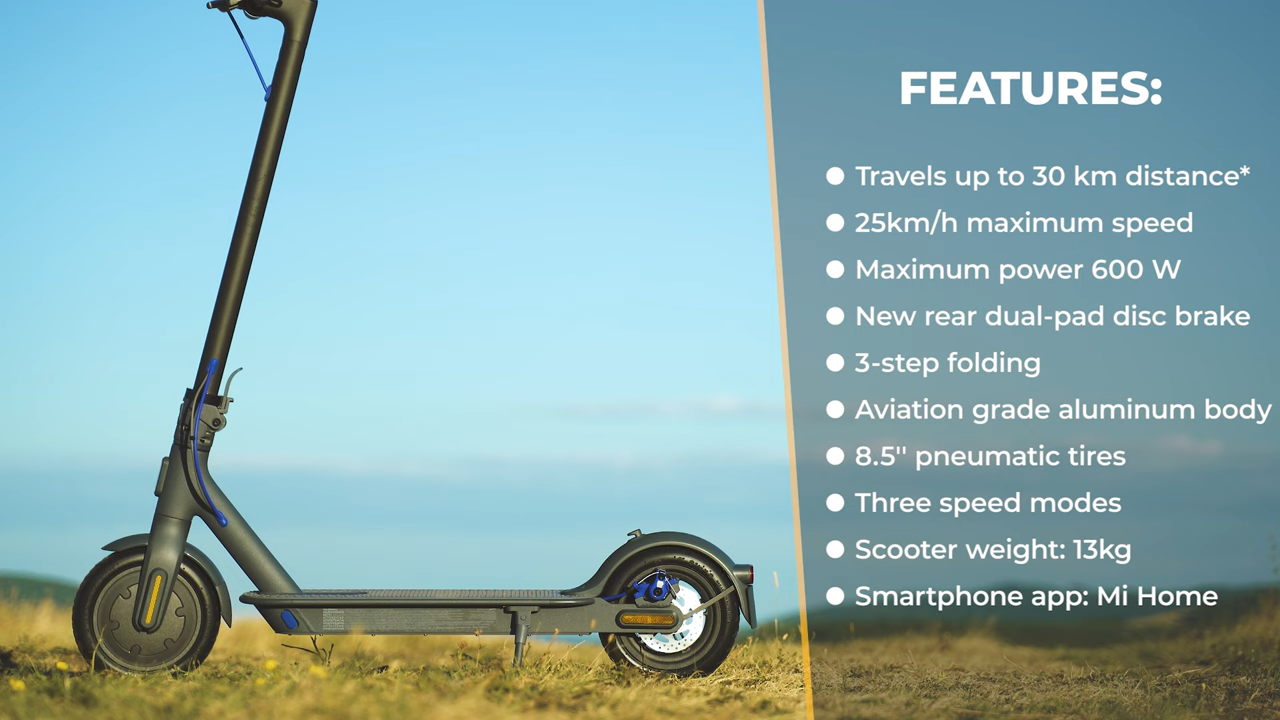 FEATURES:
● Travels up to 30 km distance*
● 25km/h maximum speed
● Maximum power 600 W
● New rear dual-pad disc brake
● 3-step folding
● Aviation grade aluminum body
● 8.5'' pneumatic tires
● Three speed modes
● Scooter weight: 13kg
● Smartphone app: Mi Home